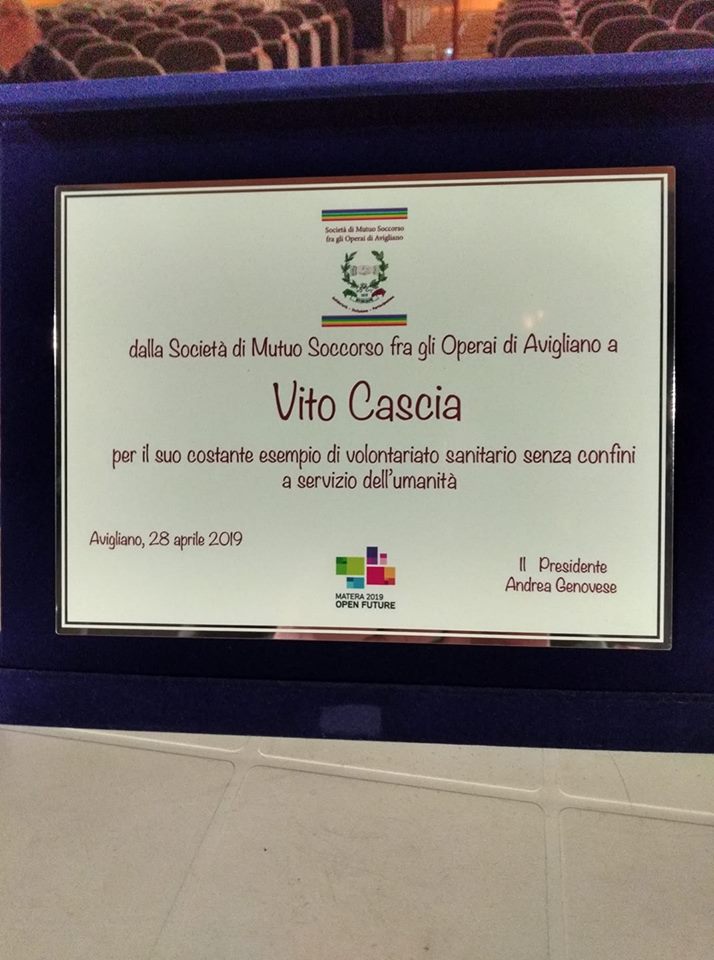 Società di Mutuo Soccorso
fra gli Operai di Avigliano
dalla Società di Mutuo Soccorso fra gli Operai di Avigliano a
Vito Cascia
per il suo costante esempio di volontariato sanitario senza confini
a servizio dell'umanità
Avigliano, 28 aprile 2019
Il Presidente
Andrea Genovese
MATERA 2019
OPEN FUTURE